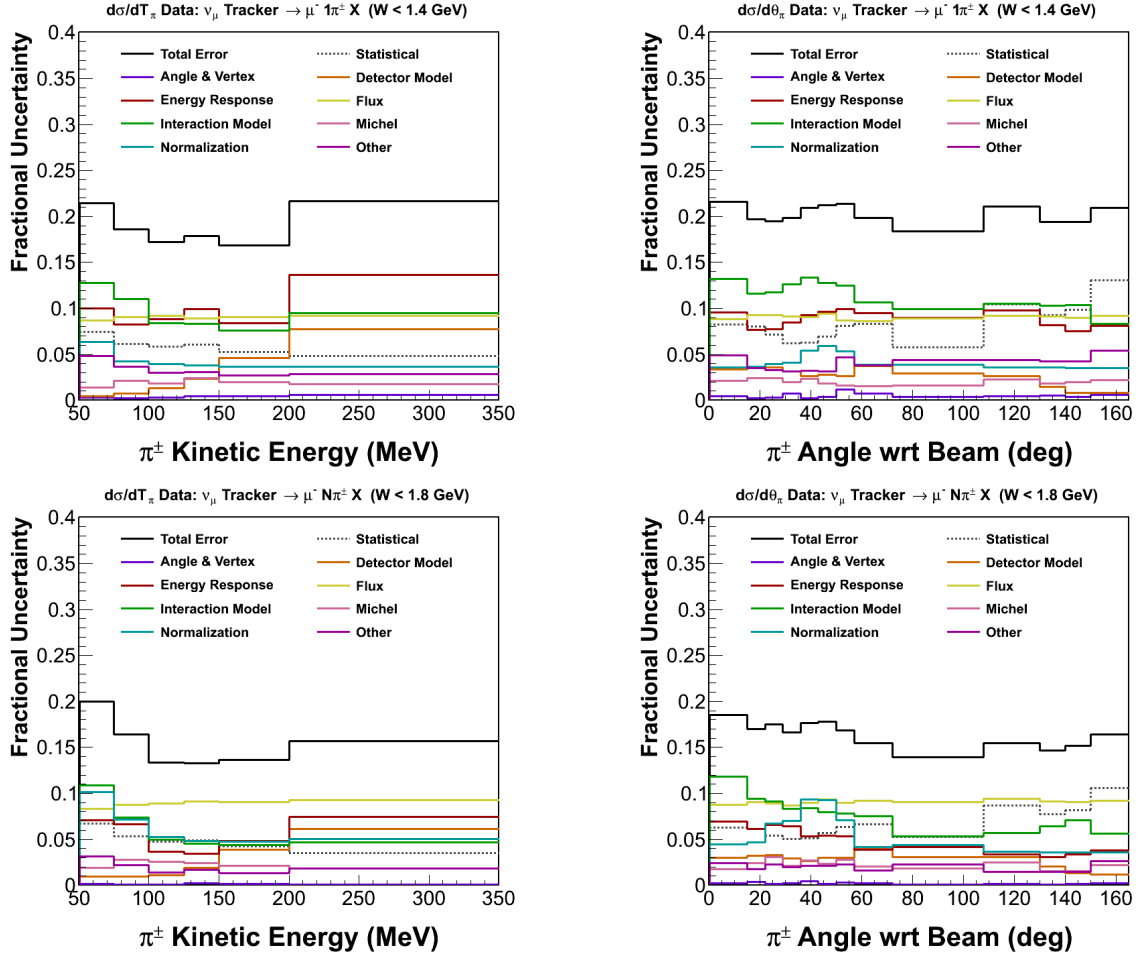 dσ/dT_π Data: ν_μ Tracker → μ⁻ 1π± X (W < 1.4 GeV)
Fractional Uncertainty
0.4
0.35
0.3
0.25
0.2
0.15
0.1
0.05
0
Total Error
Statistical
Angle & Vertex
Detector Model
Energy Response
Flux
Interaction Model
Michel
Normalization
Other
50 100 150 200 250 300 350
π± Kinetic Energy (MeV)
dσ/dθ_π Data: ν_μ Tracker → μ⁻ 1π± X (W < 1.4 GeV)
Fractional Uncertainty
0.4
0.35
0.3
0.25
0.2
0.15
0.1
0.05
0
Total Error
Statistical
Angle & Vertex
Detector Model
Energy Response
Flux
Interaction Model
Michel
Normalization
Other
0 20 40 60 80 100 120 140 160
π± Angle wrt Beam (deg)
dσ/dT_π Data: ν_μ Tracker → μ⁻ Nπ± X (W < 1.8 GeV)
Fractional Uncertainty
0.4
0.35
0.3
0.25
0.2
0.15
0.1
0.05
0
Total Error
Statistical
Angle & Vertex
Detector Model
Energy Response
Flux
Interaction Model
Michel
Normalization
Other
50 100 150 200 250 300 350
π± Kinetic Energy (MeV)
dσ/dθ_π Data: ν_μ Tracker → μ⁻ Nπ± X (W < 1.8 GeV)
Fractional Uncertainty
0.4
0.35
0.3
0.25
0.2
0.15
0.1
0.05
0
Total Error
Statistical
Angle & Vertex
Detector Model
Energy Response
Flux
Interaction Model
Michel
Normalization
Other
0 20 40 60 80 100 120 140 160
π± Angle wrt Beam (deg)